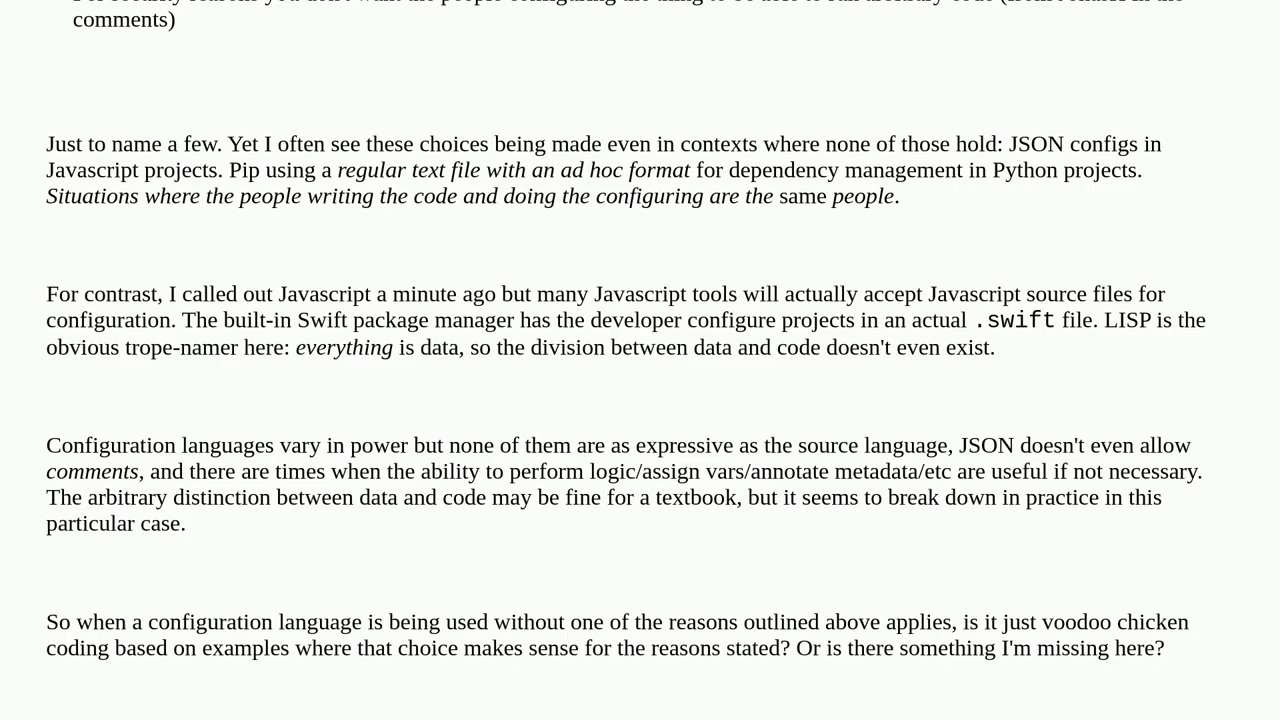 comments)
Just to name a few. Yet I often see these choices being made even in contexts where none of those hold: JSON configs in
Javascript projects. Pip using a regular text file with an ad hoc format for dependency management in Python projects.
Situations where the people writing the code and doing the configuring are the same people.
For contrast, I called out Javascript a minute ago but many Javascript tools will actually accept Javascript source files for
configuration. The built-in Swift package manager has the developer configure projects in an actual .swift file. LISP is the
obvious trope-namer here: everything is data, so the division between data and code doesn't even exist.
Configuration languages vary in power but none of them are as expressive as the source language, JSON doesn't even allow
comments, and there are times when the ability to perform logic/assign vars/annotate metadata/etc are useful if not necessary.
The arbitrary distinction between data and code may be fine for a textbook, but it seems to break down in practice in this
particular case.
So when a configuration language is being used without one of the reasons outlined above applies, is it just voodoo chicken
coding based on examples where that choice makes sense for the reasons stated? Or is there something I'm missing here?